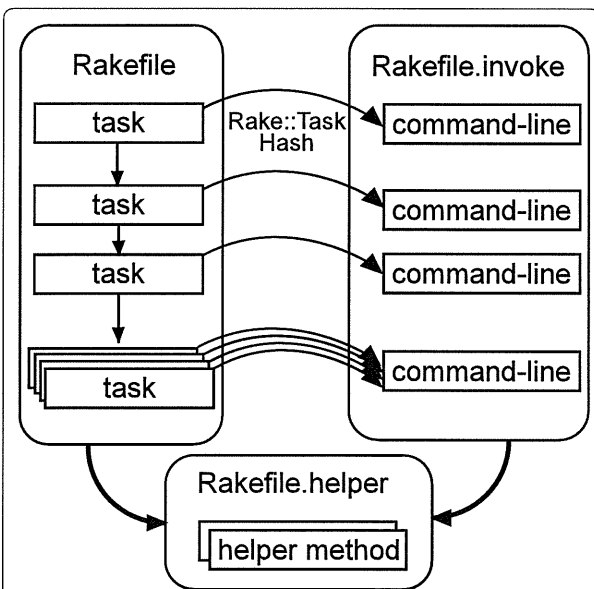 Rakefile
task
task
task
task
Rake::Task
Hash
Rakefile.invoke
command-line
command-line
command-line
command-line
Rakefile.helper
helper method